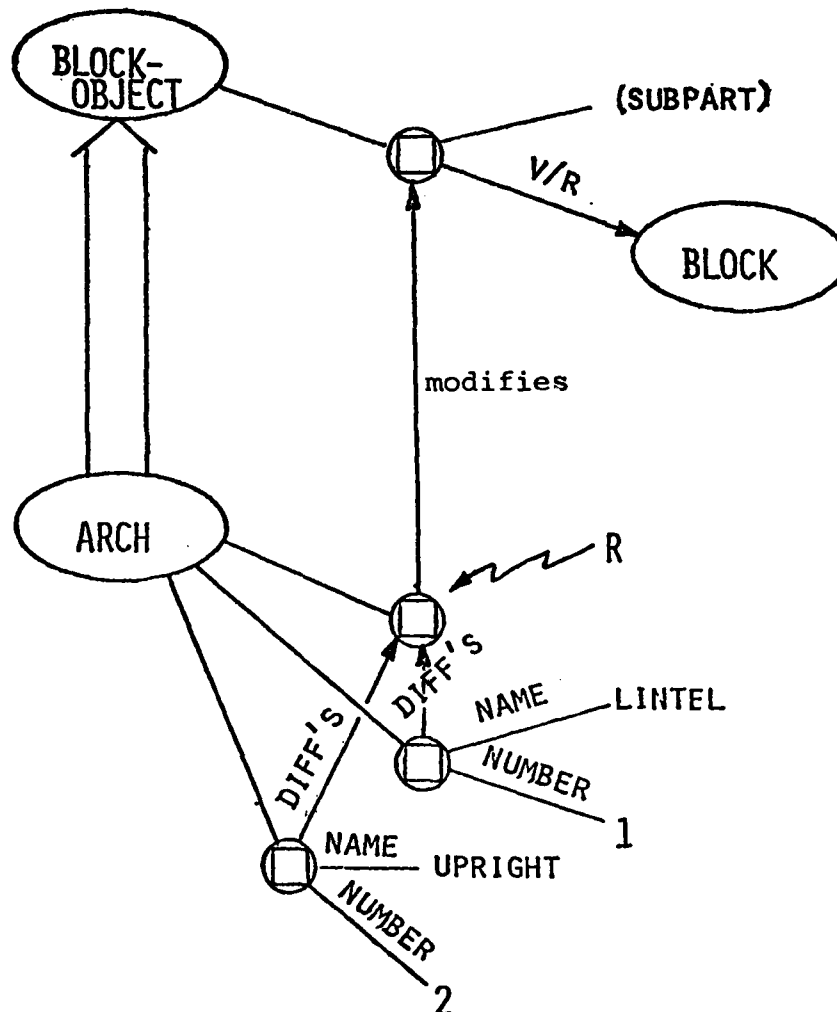 BLOCK-
OBJECT
(SUBPART)
V/R
BLOCK
modifies
ARCH
R
DIFF'S
DIFF'S
NAME
LINTEL
NUMBER
1
NAME
UPRIGHT
NUMBER
2